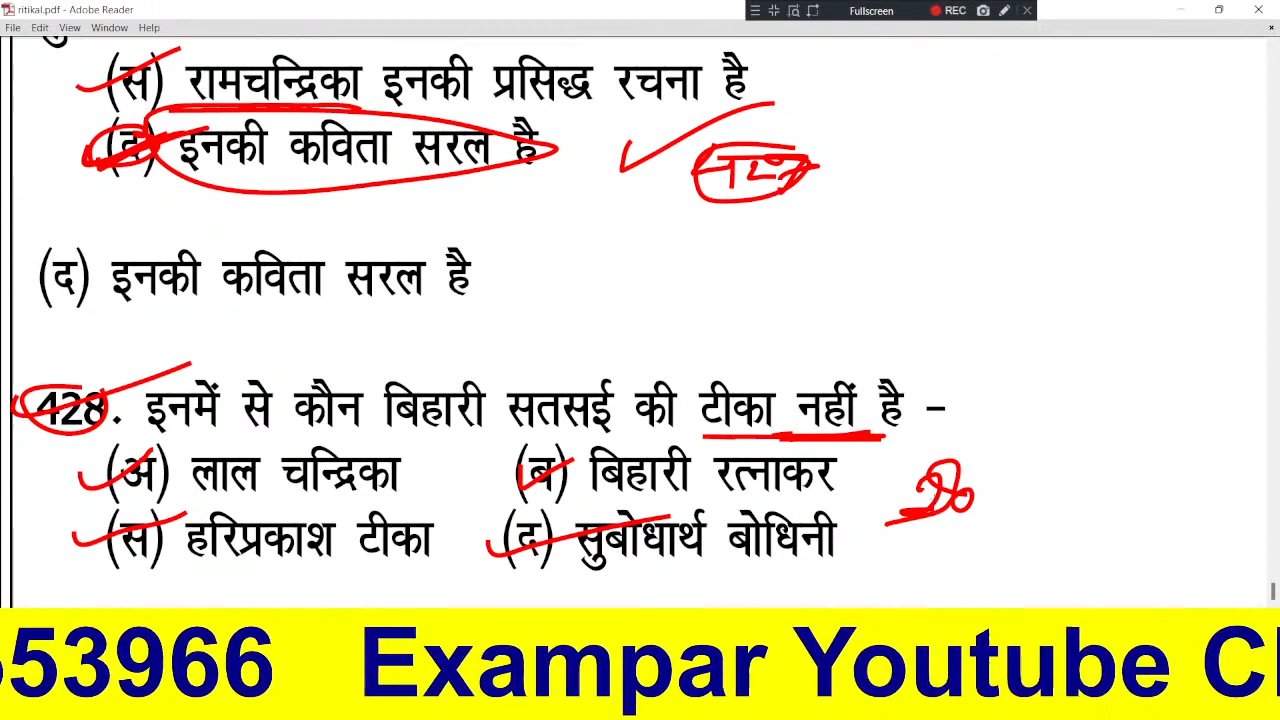 ritikal.pdf - Adobe Reader
Fullscreen REC
File Edit View Window Help
(स) रामचन्द्रिका इनकी प्रसिद्ध रचना है
(द) इनकी कविता सरल है
(द) इनकी कविता सरल है
428. इनमें से कौन बिहारी सतसई की टीका नहीं है -
(अ) लाल चन्द्रिका (ब) बिहारी रत्नाकर
(स) हरिप्रकाश टीका (द) सुबोधार्थ बोधिनी
553966 Exampar Youtube C